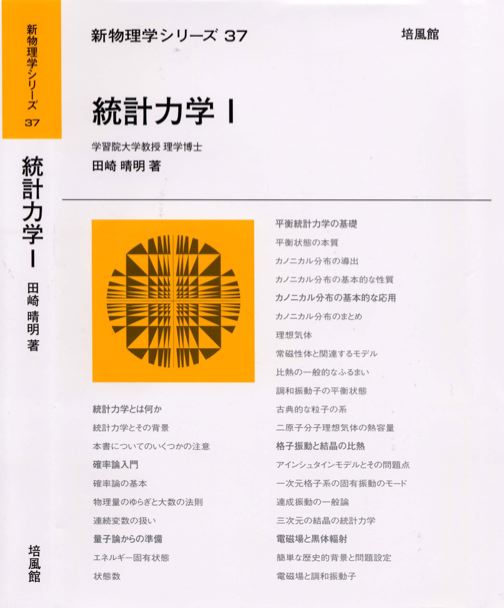 新物理学シリーズ
37
統計力学 I
田崎 晴明 著
培風館
新物理学シリーズ 37
培風館
統計力学 I
学習院大学教授 理学博士
田崎 晴明 著
統計力学とは何か
統計力学とその背景
本書についてのいくつかの注意
確率論入門
確率論の基本
物理量のゆらぎと大数の法則
連続変数の扱い
量子論からの準備
エネルギー固有状態
状態数
平衡統計力学の基礎
平衡状態の本質
カノニカル分布の導出
カノニカル分布の基本的な性質
カノニカル分布の基本的な応用
カノニカル分布のまとめ
理想気体
常磁性体と関連するモデル
比熱の一般的なふるまい
調和振動子の平衡状態
古典的な粒子の系
二原子分子理想気体の熱容量
格子振動と結晶の比熱
アインシュタインモデルとその問題点
一次元格子系の固有振動のモード
連成振動の一般論
三次元の結晶の統計力学
電磁場と黒体輻射
簡単な歴史的背景と問題設定
電磁場と調和振動子